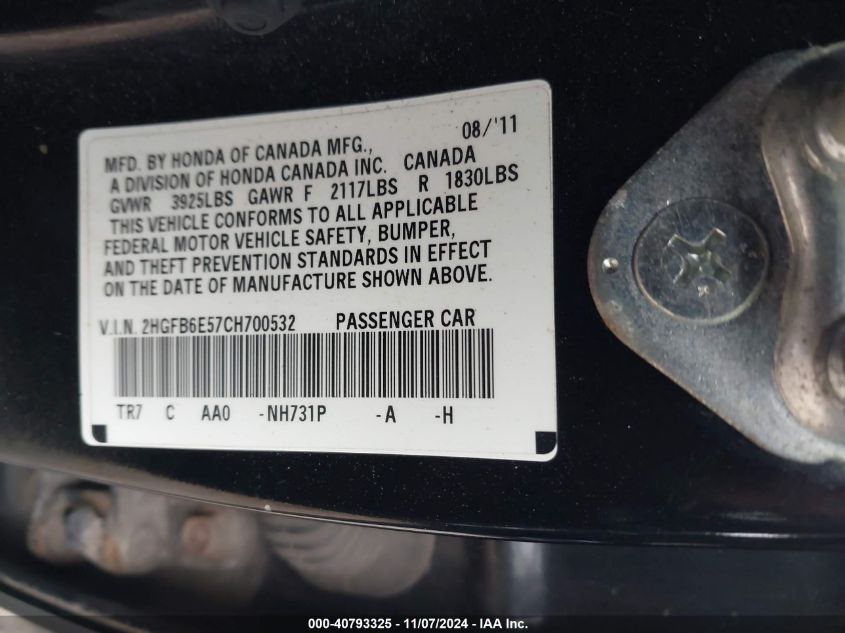 08/'11
MFD. BY HONDA OF CANADA MFG.,
A DIVISION OF HONDA CANADA INC. CANADA
GVWR 3925LBS GAWR F 2117LBS R 1830LBS
THIS VEHICLE CONFORMS TO ALL APPLICABLE
FEDERAL MOTOR VEHICLE SAFETY, BUMPER,
AND THEFT PREVENTION STANDARDS IN EFFECT
ON THE DATE OF MANUFACTURE SHOWN ABOVE.
V.I.N. 2HGFB6E57CH700532 PASSENGER CAR
TR7 C AA0 -NH731P -A -H
000-40793325 - 11/07/2024 - IAA Inc.